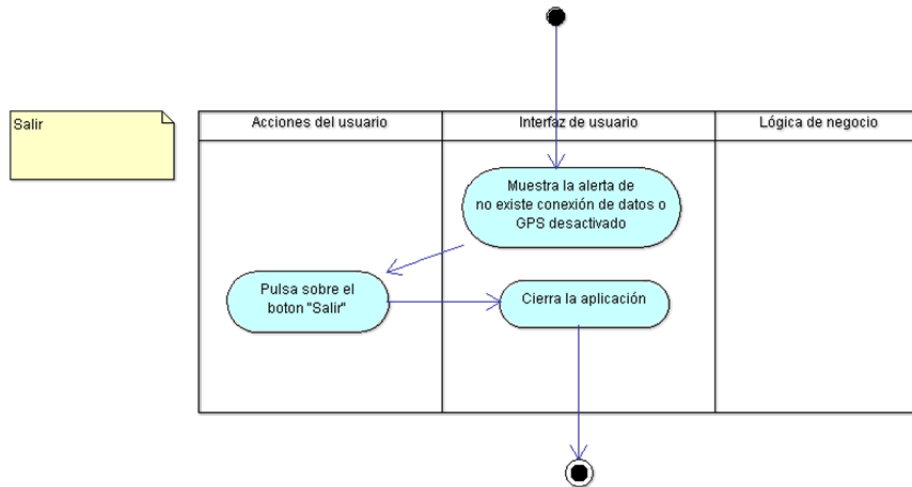 Salir
Acciones del usuario
Interfaz de usuario
Lógica de negocio
Muestra la alerta de
no existe conexión de datos o
GPS desactivado
Pulsa sobre el
boton "Salir"
Cierra la aplicación